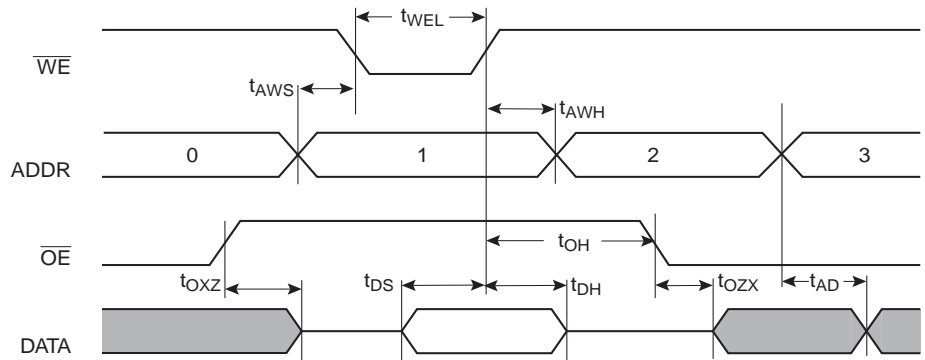 tWEL
WE
tAWS
tAWH
ADDR
0
1
2
3
OE
tOH
tOXZ
tDS
tDH
tOZX
tAD
DATA